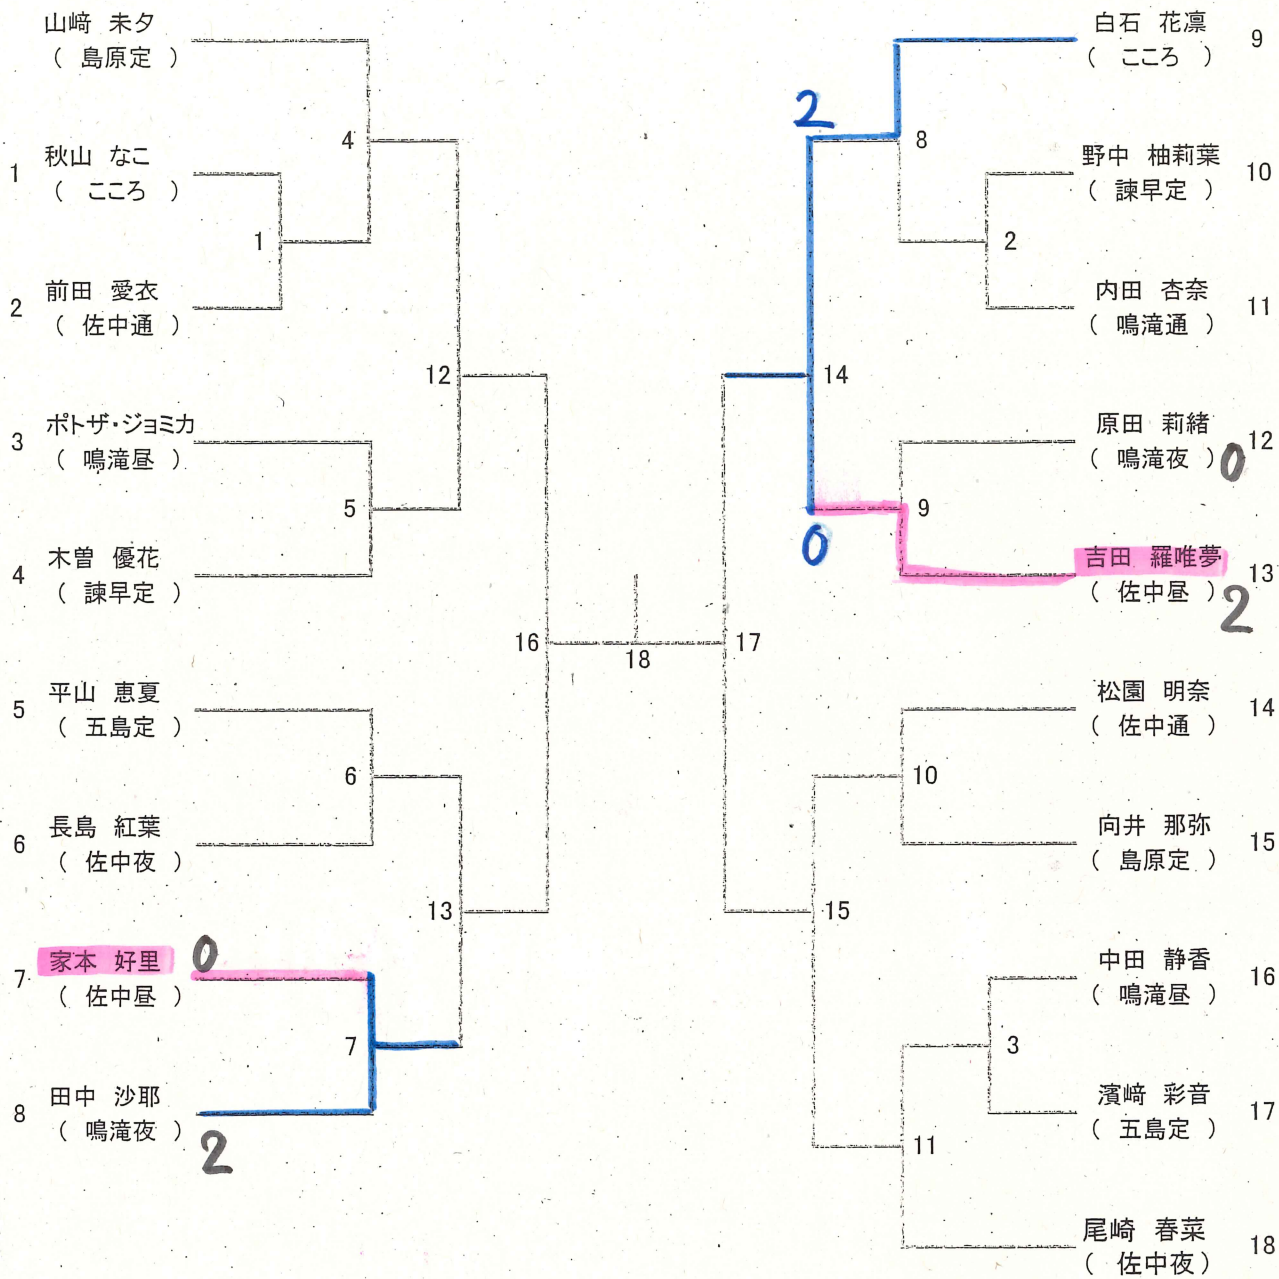 山﨑 未夕
( 島原定 )
1
秋山 なこ
( こころ )
2
前田 愛衣
( 佐中通 )
3
ポトザ・ジョミカ
( 鳴滝昼 )
4
木曽 優花
( 諫早定 )
5
平山 恵夏
( 五島定 )
6
長島 紅葉
( 佐中夜 )
7
家本 好里
( 佐中昼 )
0
8
田中 沙耶
( 鳴滝夜 )
2
1
4
5
6
7
12
13
16
18
17
14
15
2
0
8
2
9
10
3
11
白石 花凛
( こころ )
9
野中 柚莉葉
( 諫早定 )
10
内田 杏奈
( 鳴滝通 )
11
原田 莉緒
( 鳴滝夜 )
12
0
吉田 羅唯夢
( 佐中昼 )
13
2
松園 明奈
( 佐中通 )
14
向井 那弥
( 島原定 )
15
中田 静香
( 鳴滝昼 )
16
濱﨑 彩音
( 五島定 )
17
尾崎 春菜
( 佐中夜 )
18